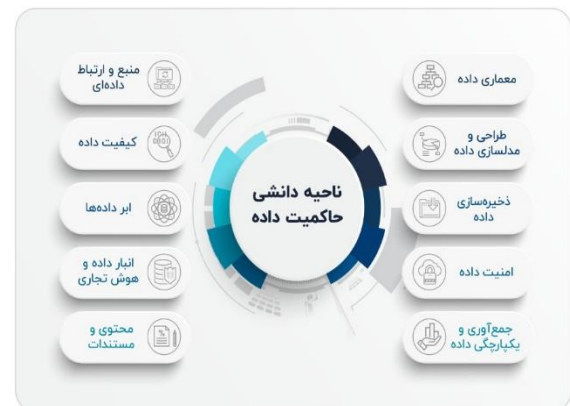 ناحیه دانشی
حاکمیت داده
معماری داده
طراحی و
مدلسازی داده
ذخیره‌سازی
داده
امنیت داده
جمع‌آوری و
یکپارچگی داده
منبع و ارتباط
داده‌ای
کیفیت داده
ابر داده‌ها
انبار داده و
هوش تجاری
محتوی و
مستندات